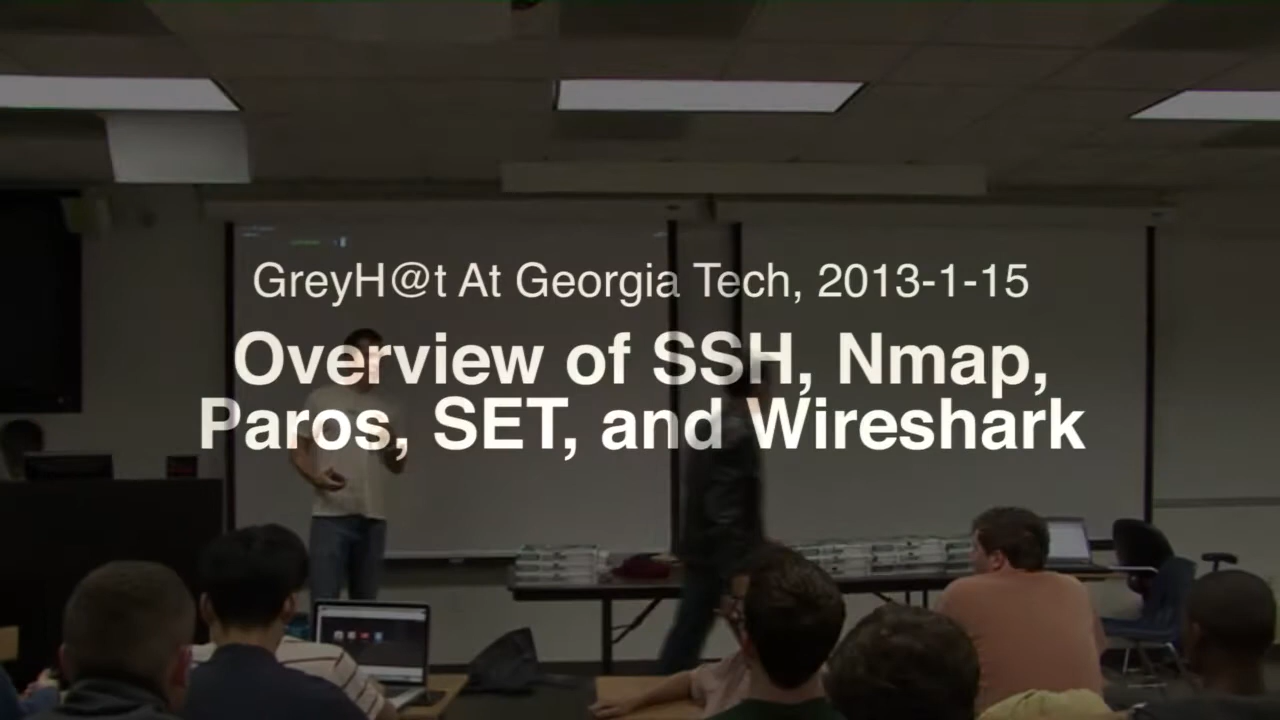 GreyH@t At Georgia Tech, 2013-1-15
Overview of SSH, Nmap,
Paros, SET, and Wireshark